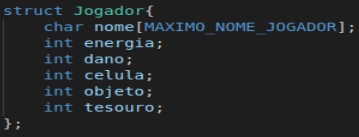 struct Jogador{
    char nome[MAXIMO_NOME_JOGADOR];
    int energia;
    int dano;
    int celula;
    int objeto;
    int tesouro;
};